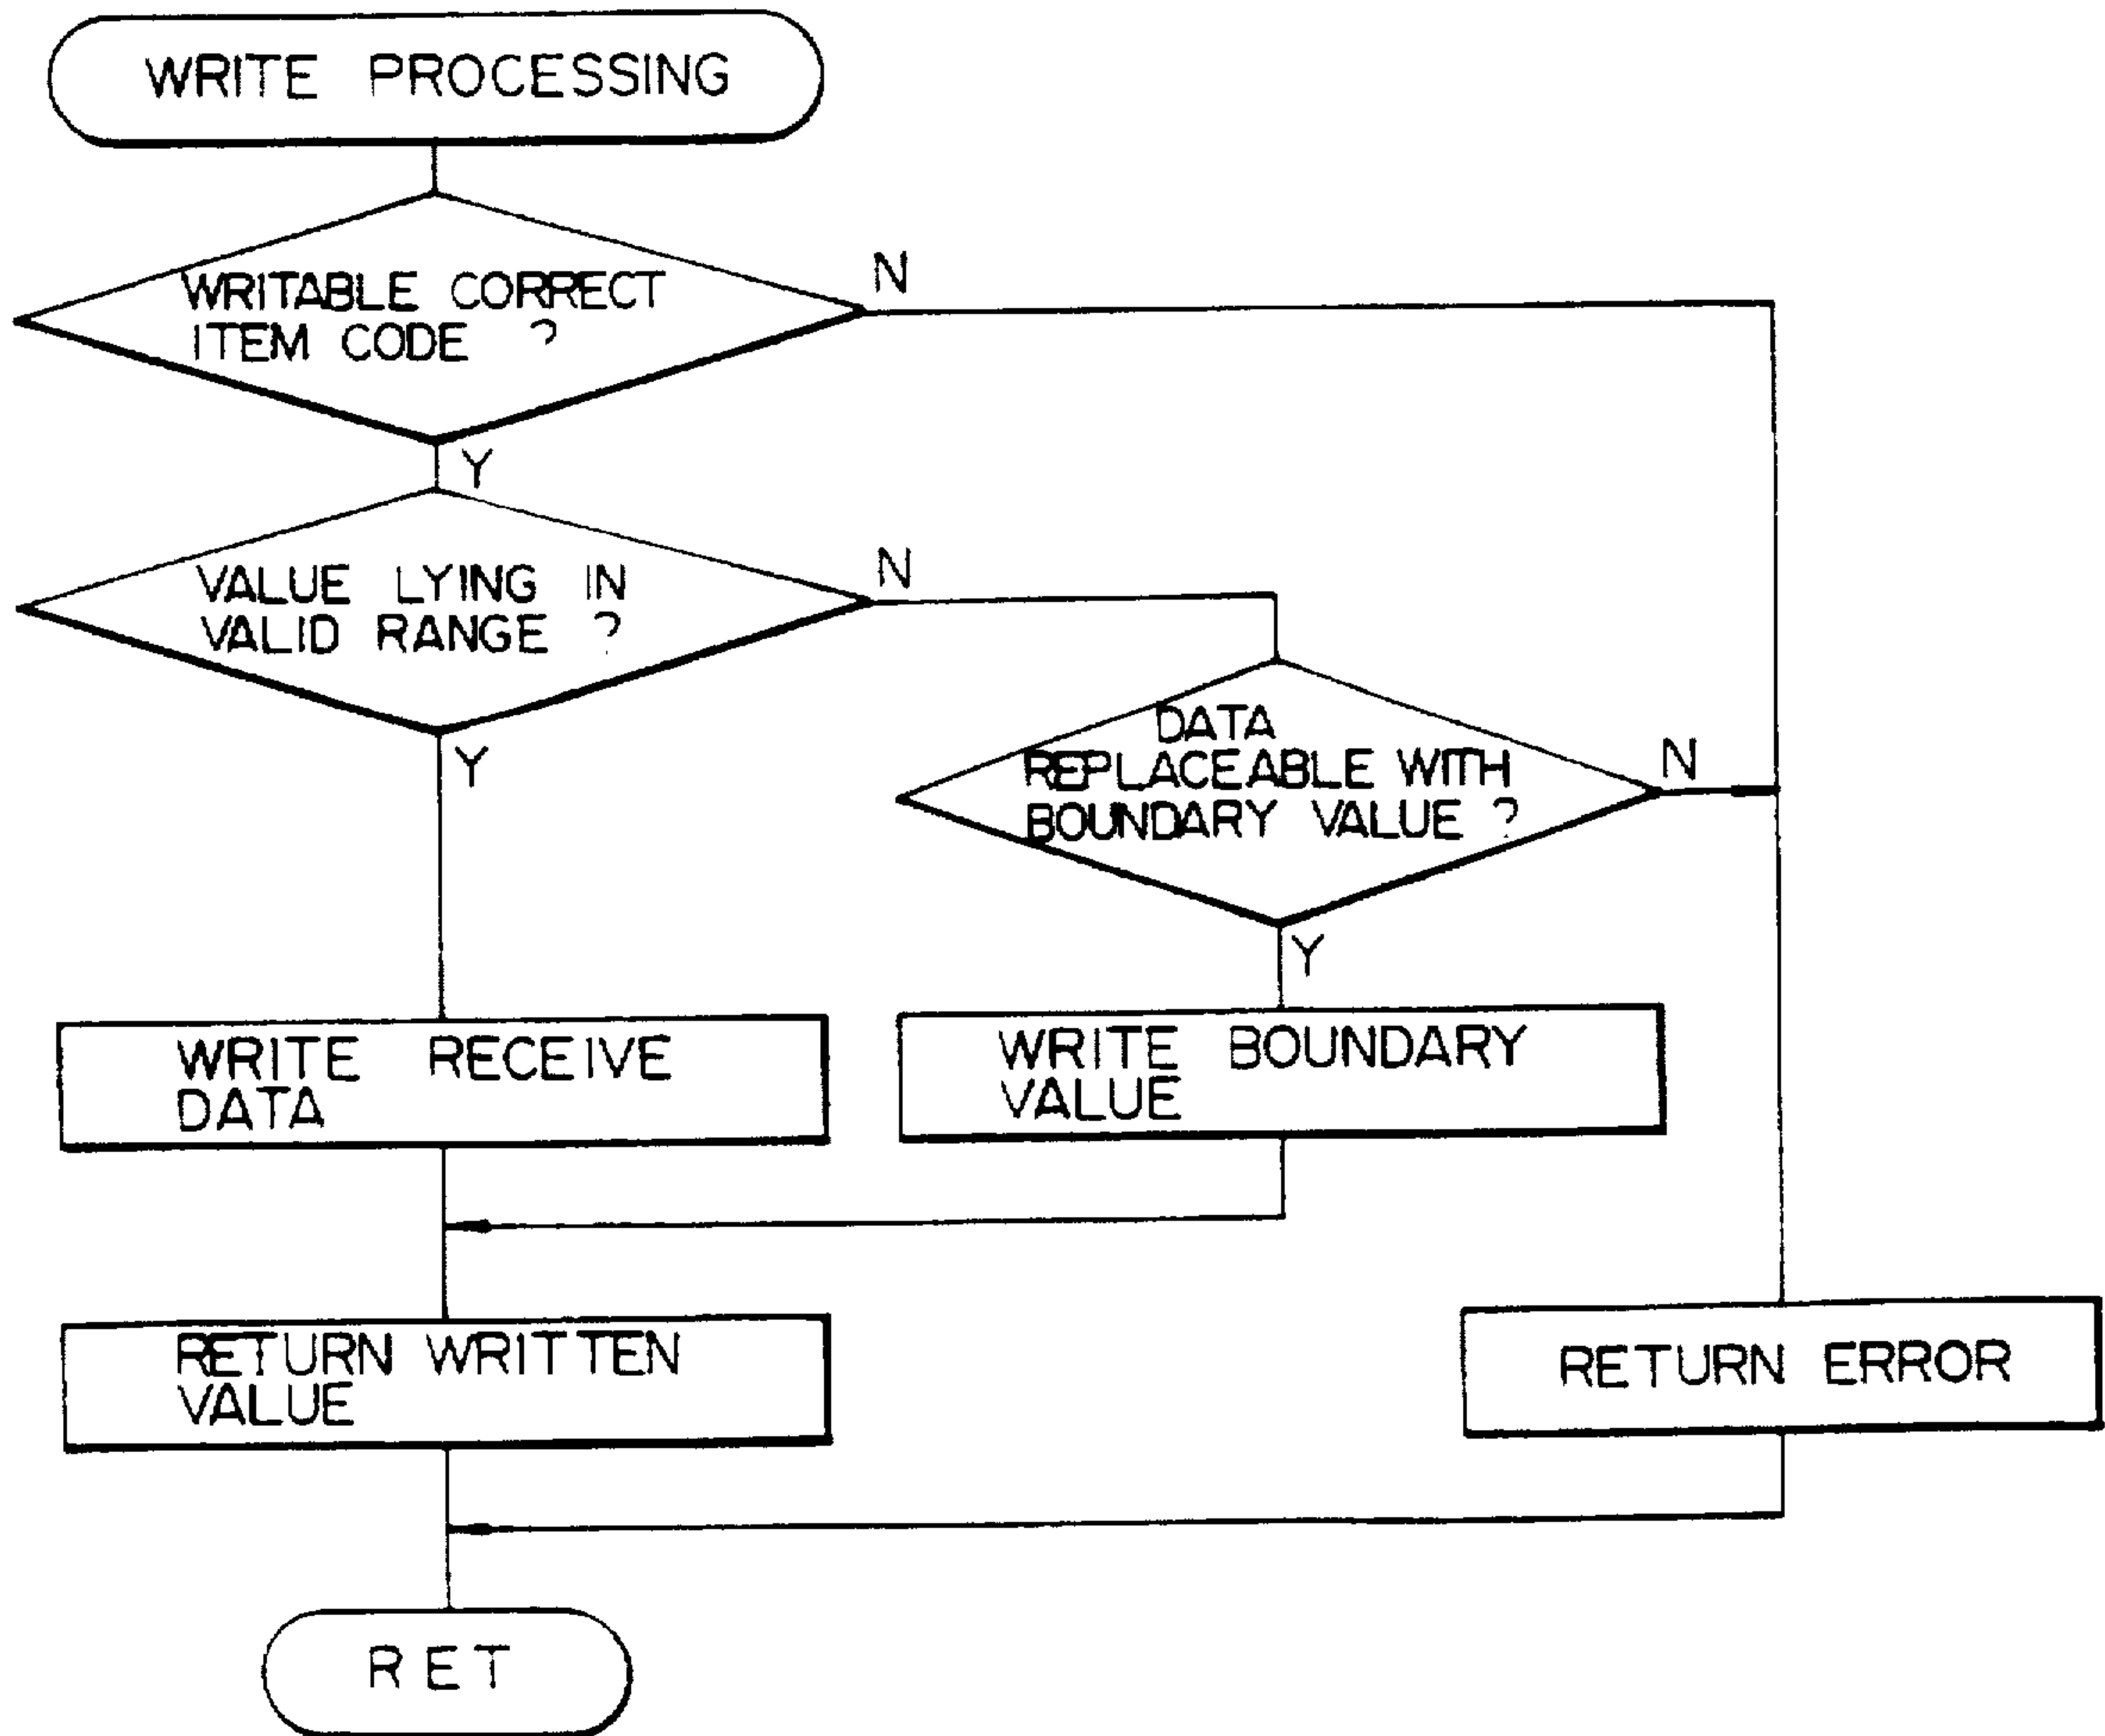 WRITE PROCESSING
WRITABLE CORRECT
ITEM CODE ?
N
Y
VALUE LYING IN
VALID RANGE ?
N
Y
DATA
REPLACEABLE WITH
BOUNDARY VALUE ?
N
Y
WRITE RECEIVE
DATA
WRITE BOUNDARY
VALUE
RETURN WRITTEN
VALUE
RETURN ERROR
RET